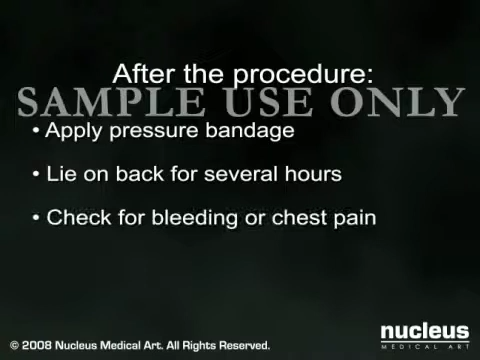 After the procedure:
SAMPLE USE ONLY
• Apply pressure bandage
• Lie on back for several hours
• Check for bleeding or chest pain
nucleus
MEDICAL ART
© 2008 Nucleus Medical Art. All Rights Reserved.